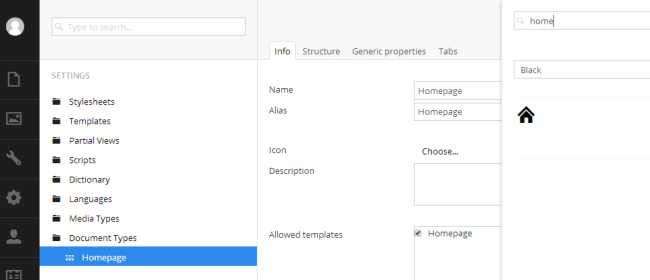 Type to search...
SETTINGS
Stylesheets
Templates
Partial Views
Scripts
Dictionary
Languages
Media Types
Document Types
Homepage
Info Structure Generic properties Tabs
Name Homepage
Alias Homepage
Icon Choose...
Description
Allowed templates Homepage
home
Black